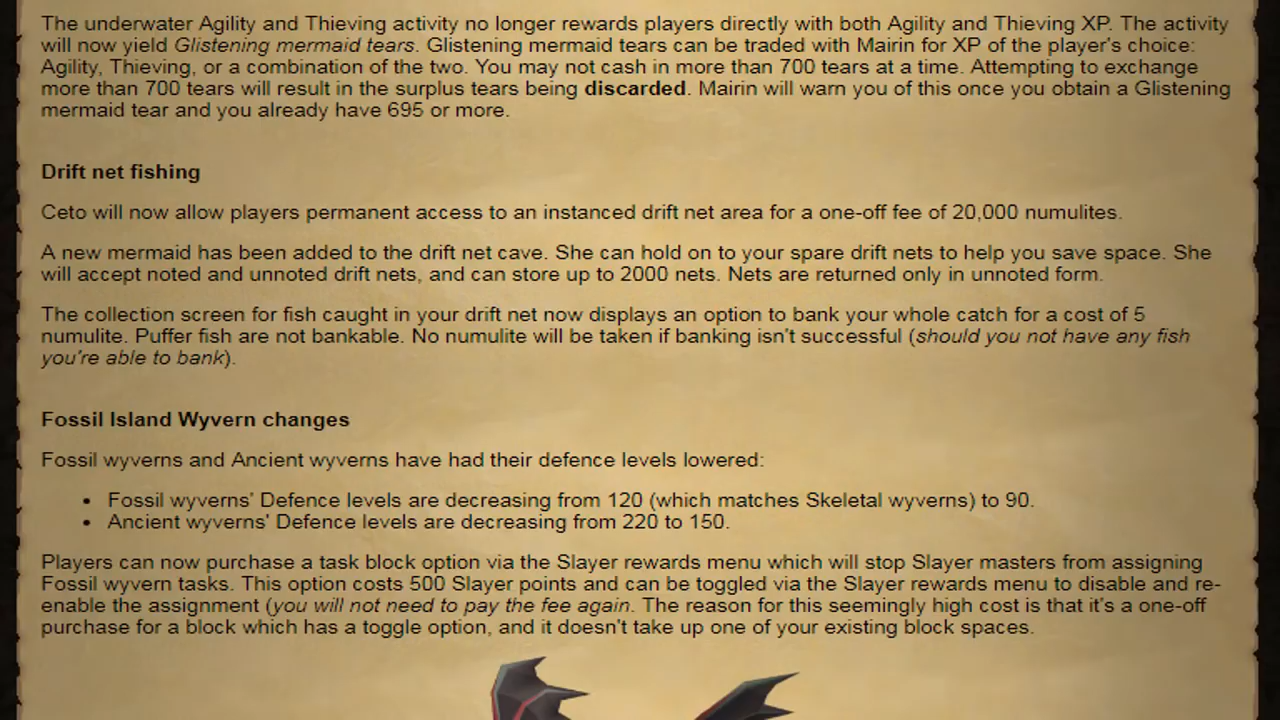 The underwater Agility and Thieving activity no longer rewards players directly with both Agility and Thieving XP. The activity
will now yield Glistening mermaid tears. Glistening mermaid tears can be traded with Mairin for XP of the player's choice:
Agility, Thieving, or a combination of the two. You may not cash in more than 700 tears at a time. Attempting to exchange
more than 700 tears will result in the surplus tears being discarded. Mairin will warn you of this once you obtain a Glistening
mermaid tear and you already have 695 or more.
Drift net fishing
Ceto will now allow players permanent access to an instanced drift net area for a one-off fee of 20,000 numulites.
A new mermaid has been added to the drift net cave. She can hold on to your spare drift nets to help you save space. She
will accept noted and unnoted drift nets, and can store up to 2000 nets. Nets are returned only in unnoted form.
The collection screen for fish caught in your drift net now displays an option to bank your whole catch for a cost of 5
numulite. Puffer fish are not bankable. No numulite will be taken if banking isn't successful (should you not have any fish
you're able to bank).
Fossil Island Wyvern changes
Fossil wyverns and Ancient wyverns have had their defence levels lowered:
• Fossil wyverns' Defence levels are decreasing from 120 (which matches Skeletal wyverns) to 90.
• Ancient wyverns' Defence levels are decreasing from 220 to 150.
Players can now purchase a task block option via the Slayer rewards menu which will stop Slayer masters from assigning
Fossil wyvern tasks. This option costs 500 Slayer points and can be toggled via the Slayer rewards menu to disable and re-
enable the assignment (you will not need to pay the fee again. The reason for this seemingly high cost is that it's a one-off
purchase for a block which has a toggle option, and it doesn't take up one of your existing block spaces.